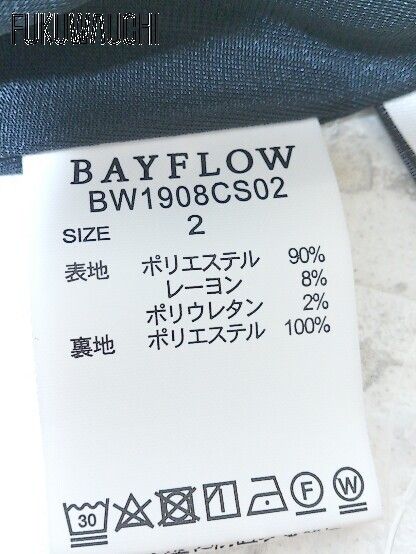 FUKUWAUCHI
BAYFLOW
BW1908CS02
SIZE 2
表地 ポリエステル 90%
レーヨン 8%
ポリウレタン 2%
裏地 ポリエステル 100%
30 F W